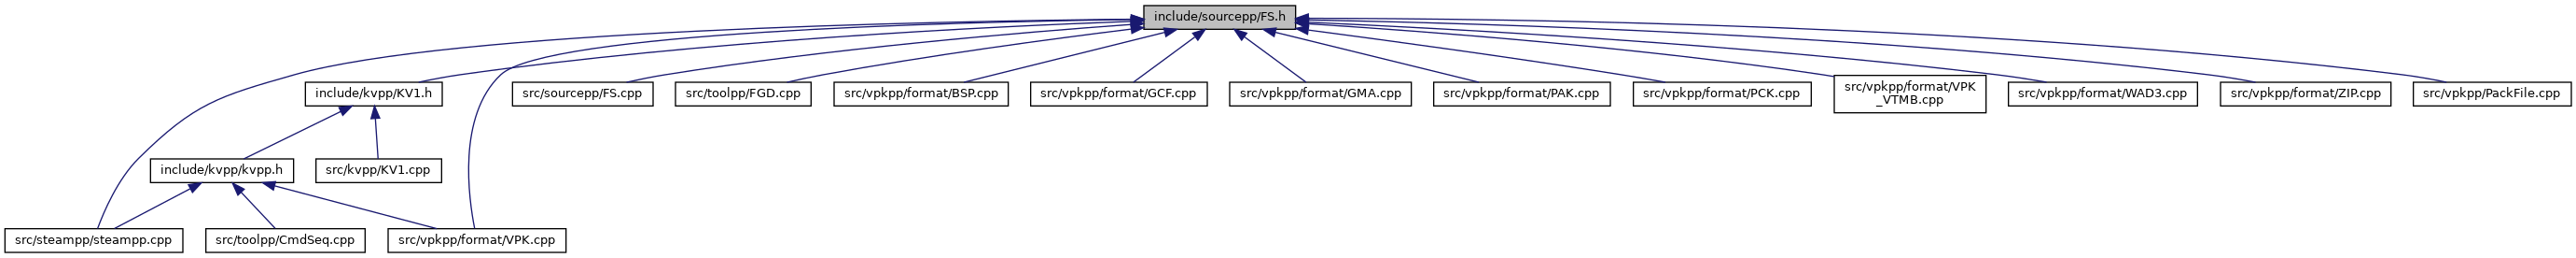 include/sourcepp/FS.h
include/kvpp/KV1.h
src/sourcepp/FS.cpp
src/toolpp/FGD.cpp
src/vpkpp/format/BSP.cpp
src/vpkpp/format/GCF.cpp
src/vpkpp/format/GMA.cpp
src/vpkpp/format/PAK.cpp
src/vpkpp/format/PCK.cpp
src/vpkpp/format/VPK
_VTMB.cpp
src/vpkpp/format/WAD3.cpp
src/vpkpp/format/ZIP.cpp
src/vpkpp/PackFile.cpp
include/kvpp/kvpp.h
src/kvpp/KV1.cpp
src/steampp/steampp.cpp
src/toolpp/CmdSeq.cpp
src/vpkpp/format/VPK.cpp